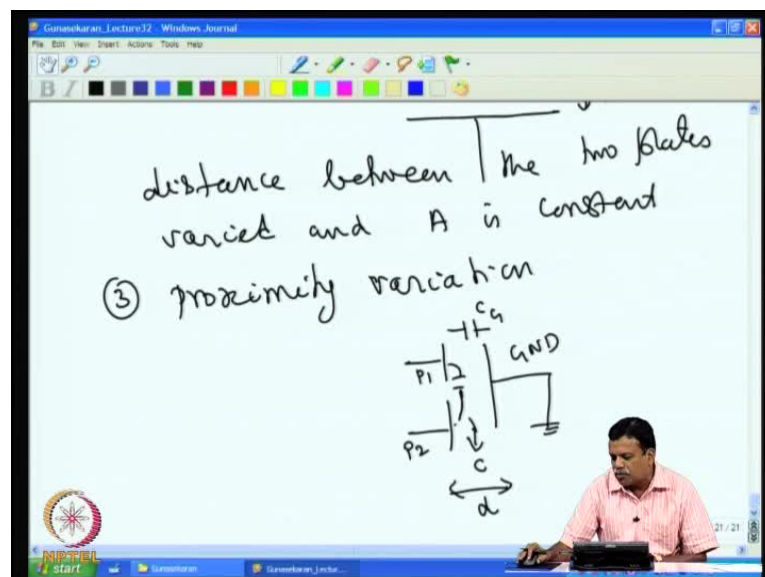 Gunasekaran_Lecture32 - Windows Journal
File Edit View Insert Actions Tools Help
B I
distance between the two plates
varied and A is constant
③ proximity variation
CG
P1
GND
P2
C
d
21 / 21
NPTEL
start
Gunasekaran
Gunasekaran_Lectur...